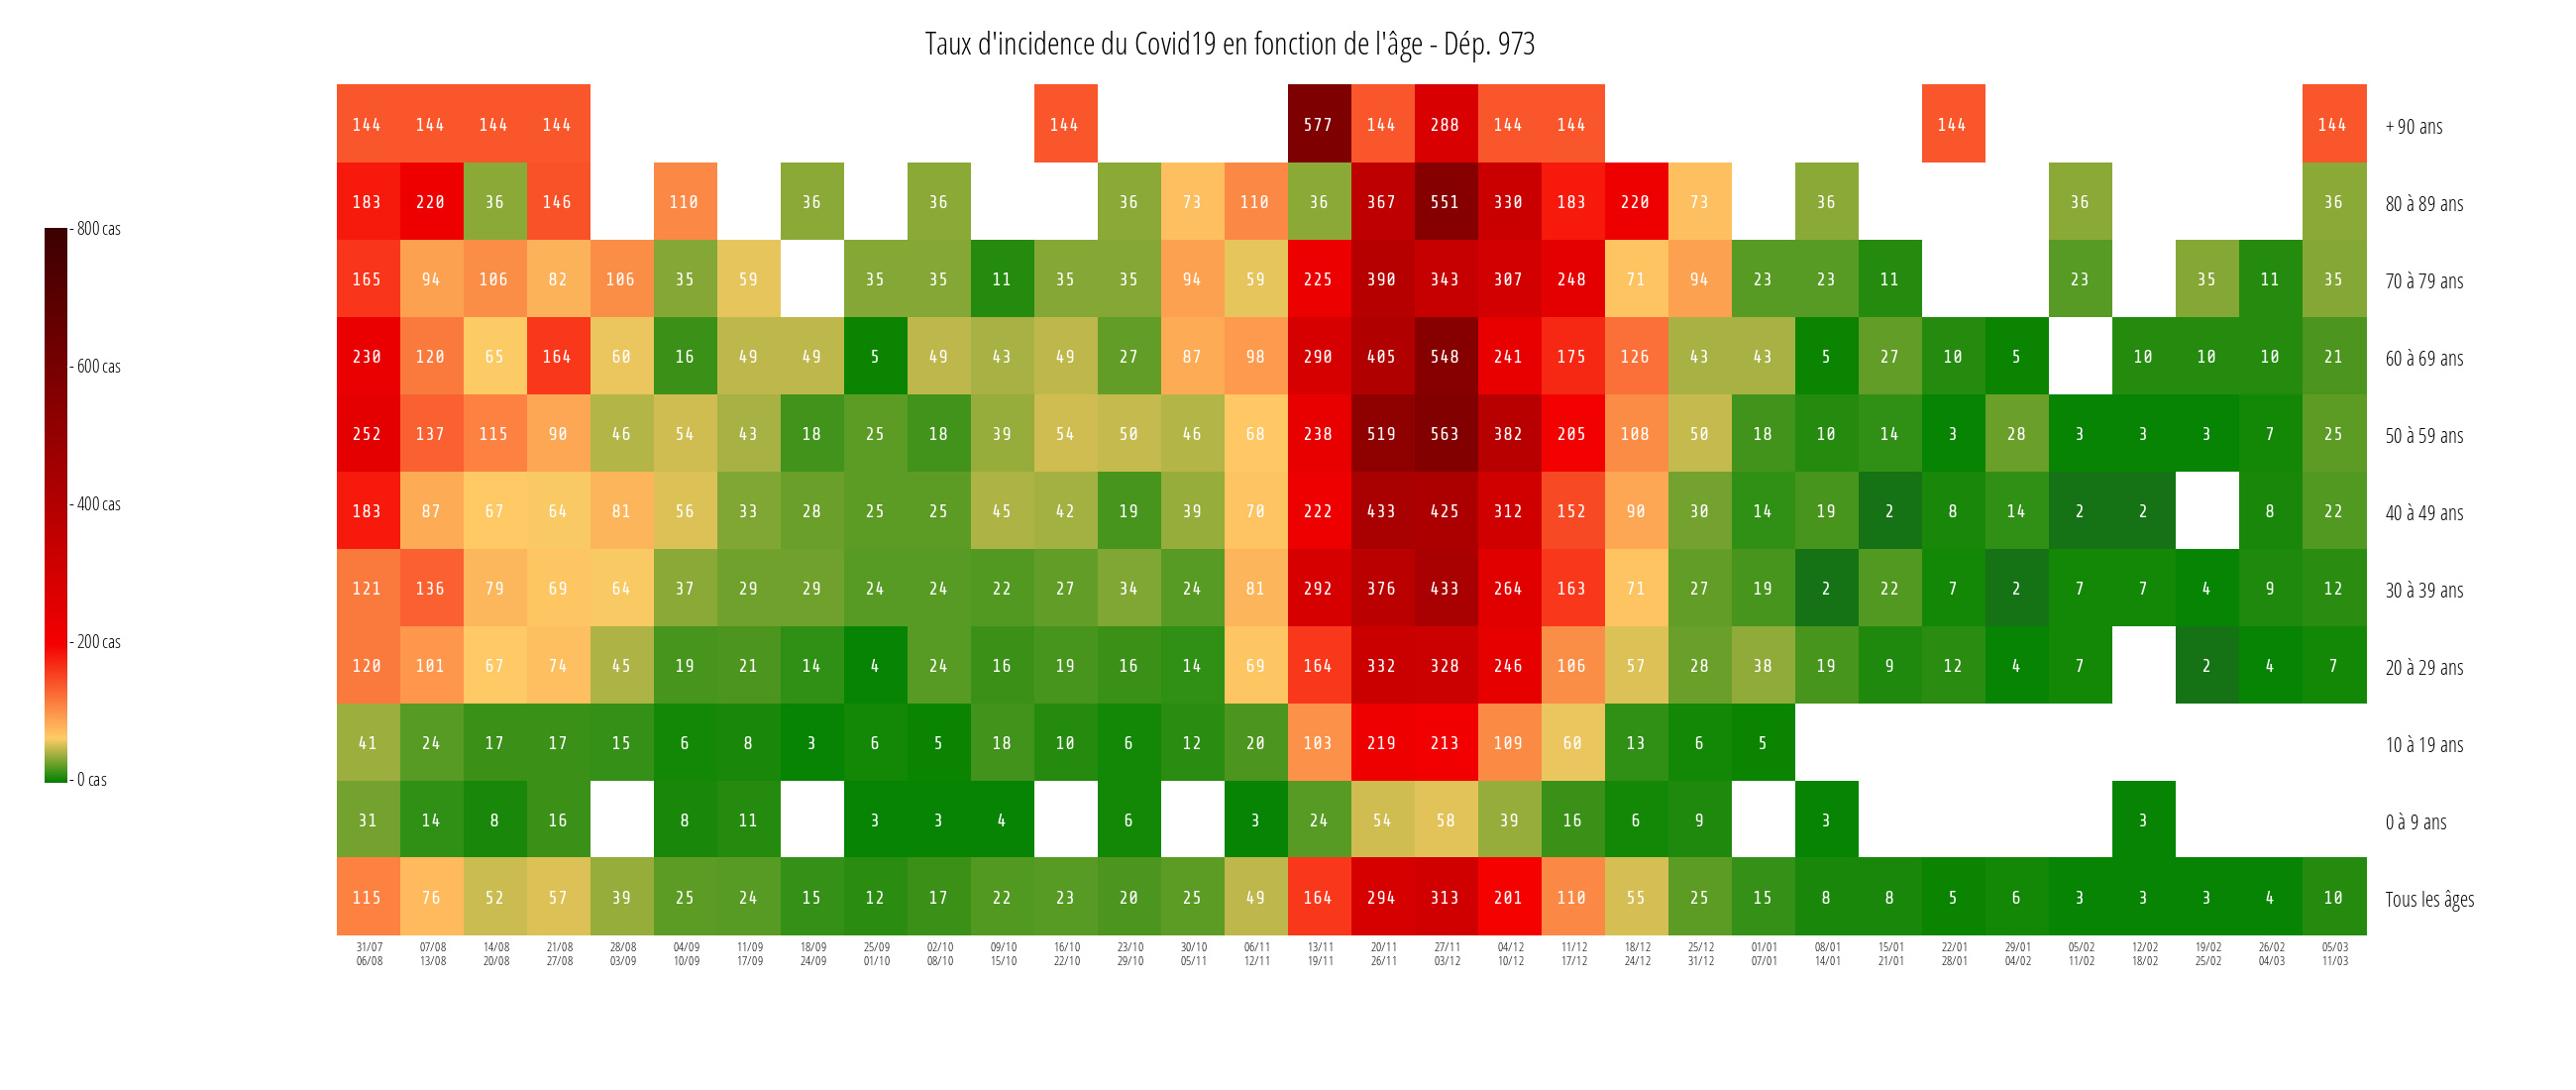 Taux d'incidence du Covid19 en fonction de l'âge - Dép. 973
144 144 144 144 144 577 144 288 144 144 144 144 + 90 ans
183 220 36 146 110 36 36 36 73 110 36 367 551 330 183 220 73 36 36 36 80 à 89 ans
- 800 cas
165 94 106 82 106 35 59 35 35 11 35 35 94 59 225 390 343 307 248 71 94 23 23 11 23 35 11 35 70 à 79 ans
230 120 65 164 60 16 49 49 5 49 43 49 27 87 98 290 405 548 241 175 126 43 43 5 27 10 5 10 10 10 21 60 à 69 ans
- 600 cas
252 137 115 90 46 54 43 18 25 18 39 54 50 46 68 238 519 563 382 205 108 50 18 10 14 3 28 3 3 3 7 25 50 à 59 ans
- 400 cas
183 87 67 64 81 56 33 28 25 25 45 42 19 39 70 222 433 425 312 152 90 30 14 19 2 8 14 2 2 8 22 40 à 49 ans
121 136 79 69 64 37 29 29 24 24 22 27 34 24 81 292 376 433 264 163 71 27 19 2 22 7 2 7 7 4 9 12 30 à 39 ans
- 200 cas
120 101 67 74 45 19 21 14 4 24 16 19 16 14 69 164 332 328 246 106 57 28 38 19 9 12 4 7 2 4 7 20 à 29 ans
41 24 17 17 15 6 8 3 6 5 18 10 6 12 20 103 219 213 109 60 13 6 5 10 à 19 ans
- 0 cas
31 14 8 16 8 11 3 3 4 6 3 24 54 58 39 16 6 9 3 3 0 à 9 ans
115 76 52 57 39 25 24 15 12 17 22 23 20 25 49 164 294 313 201 110 55 25 15 8 8 5 6 3 3 3 4 10 Tous les âges
31/07 07/08 14/08 21/08 28/08 04/09 11/09 18/09 25/09 02/10 09/10 16/10 23/10 30/10 06/11 13/11 20/11 27/11 04/12 11/12 18/12 25/12 01/01 08/01 15/01 22/01 29/01 05/02 12/02 19/02 26/02 05/03
06/08 13/08 20/08 27/08 03/09 10/09 17/09 24/09 01/10 08/10 15/10 22/10 29/10 05/11 12/11 19/11 26/11 03/12 10/12 17/12 24/12 31/12 07/01 14/01 21/01 28/01 04/02 11/02 18/02 25/02 04/03 11/03